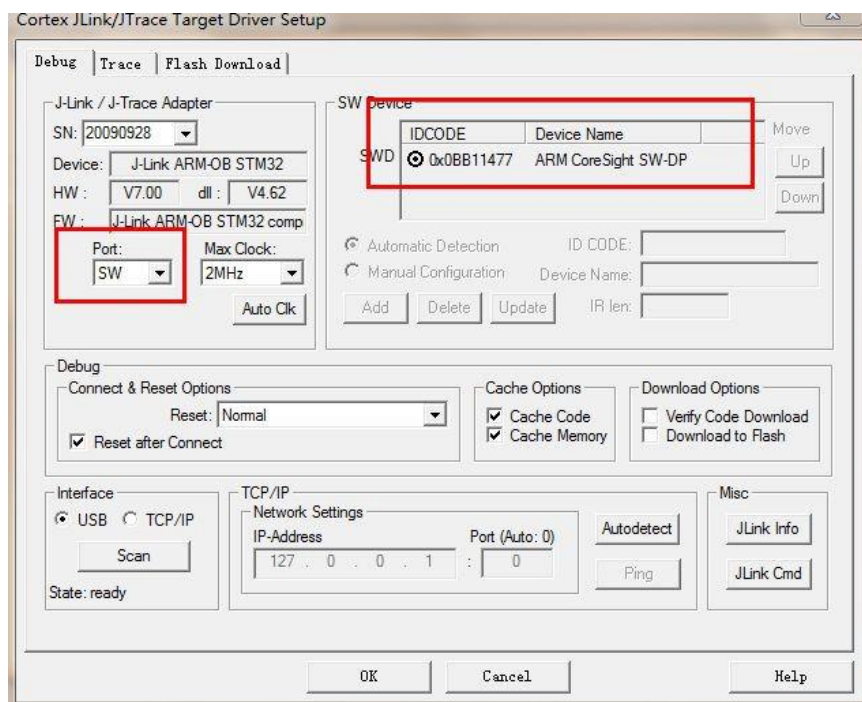 Cortex JLink/JTrace Target Driver Setup
Debug Trace Flash Download
J-Link / J-Trace Adapter
SN: 20090928
Device: J-Link ARM-OB STM32
HW : V7.00 dll : V4.62
FW : J-Link ARM-OB STM32 comp
Port: Max Clock:
SW 2MHz
Auto Clk
SW Device
IDCODE Device Name Move
SWD 0x0BB11477 ARM CoreSight SW-DP Up
Down
Automatic Detection ID CODE:
Manual Configuration Device Name:
Add Delete Update IR len:
Debug
Connect & Reset Options
Reset: Normal
Reset after Connect
Cache Options
Cache Code
Cache Memory
Download Options
Verify Code Download
Download to Flash
Interface
USB TCP/IP
Scan
State: ready
TCP/IP
Network Settings
IP-Address Port (Auto: 0)
127 . 0 . 0 . 1 : 0
Autodetect
Ping
Misc
JLink Info
JLink Cmd
OK Cancel Help